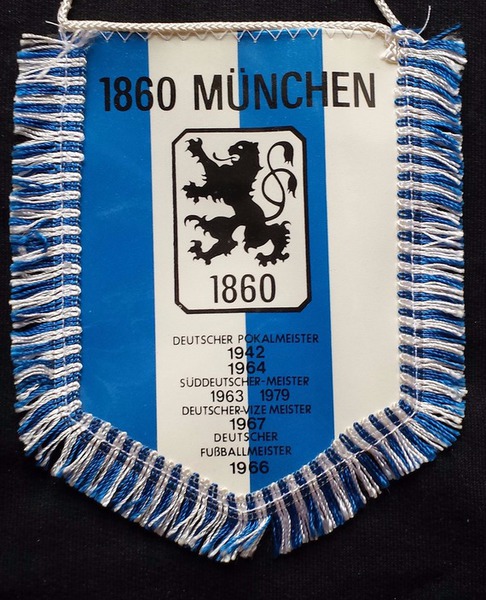 1860 MÜNCHEN
1860
DEUTSCHER POKALMEISTER
1942
1964
SÜDDEUTSCHER-MEISTER
1963 1979
DEUTSCHER-VIZE MEISTER
1967
DEUTSCHER
FUßBALLMEISTER
1966